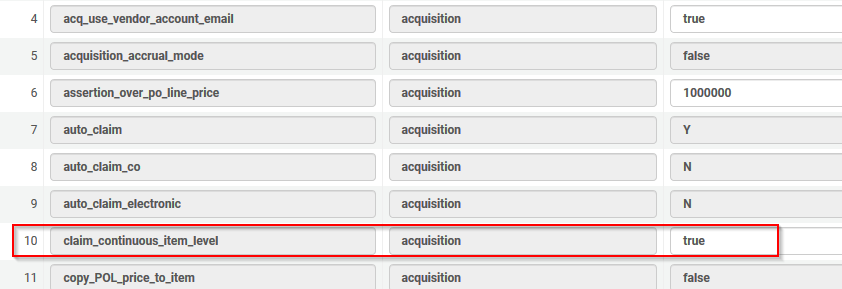 4 acq_use_vendor_account_email acquisition true
5 acquisition_accrual_mode acquisition false
6 assertion_over_po_line_price acquisition 1000000
7 auto_claim acquisition Y
8 auto_claim_co acquisition N
9 auto_claim_electronic acquisition N
10 claim_continuous_item_level acquisition true
11 copy_POL_price_to_item acquisition false